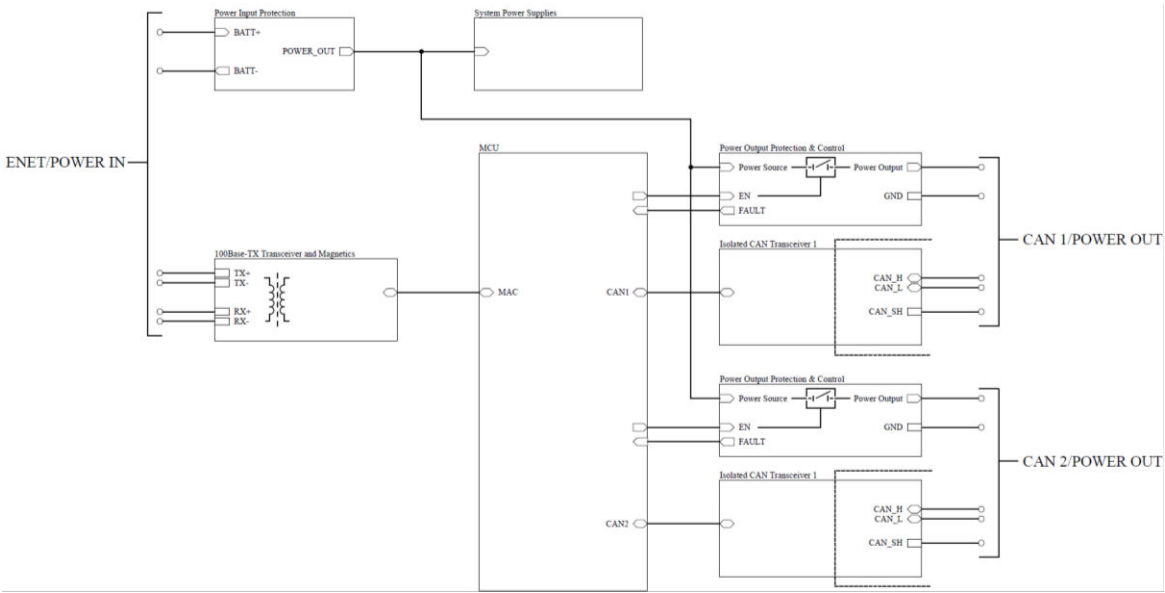 Power Input Protection
BATT+
POWER_OUT
BATT-
System Power Supplies
ENET/POWER IN
MCU
Power Output Protection & Control
Power Source
Power Output
EN
GND
FAULT
CAN 1/POWER OUT
100Base-TX Transceiver and Magnetics
TX+
TX-
RX+
RX-
MAC
CAN1
Isolated CAN Transceiver 1
CAN_H
CAN_L
CAN_SH
Power Output Protection & Control
Power Source
Power Output
EN
GND
FAULT
CAN 2/POWER OUT
Isolated CAN Transceiver 1
CAN2
CAN_H
CAN_L
CAN_SH